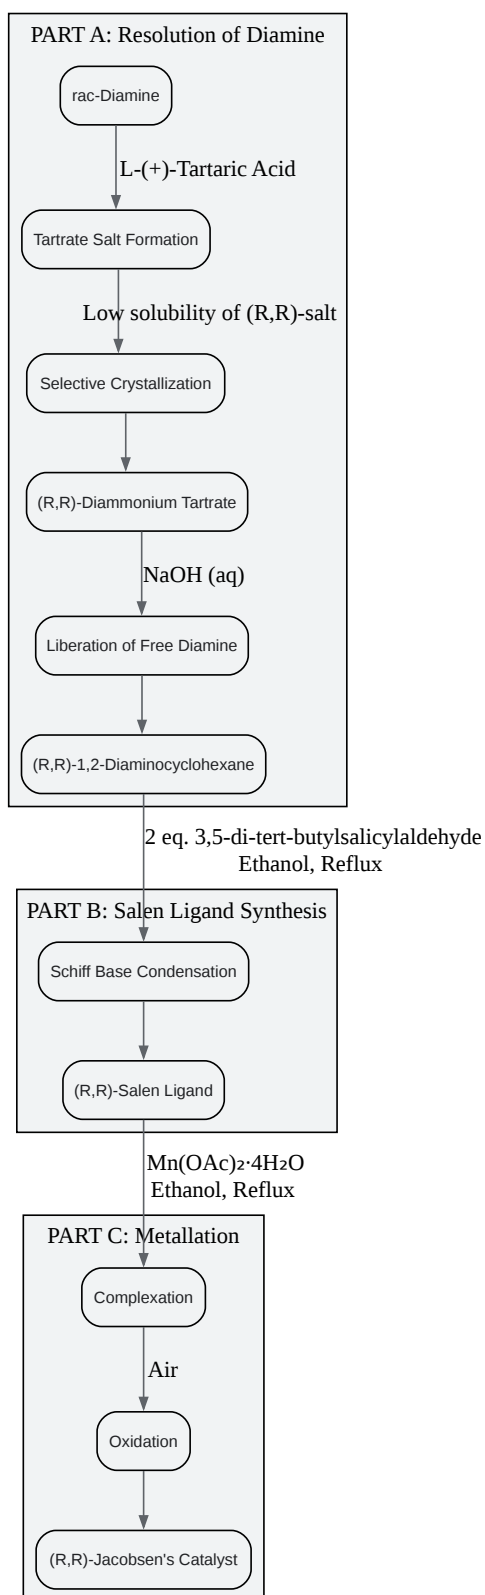 PART A: Resolution of Diamine
rac-Diamine
L-(+)-Tartaric Acid
Tartrate Salt Formation
Low solubility of (R,R)-salt
Selective Crystallization
(R,R)-Diammonium Tartrate
NaOH (aq)
Liberation of Free Diamine
(R,R)-1,2-Diaminocyclohexane
2 eq. 3,5-di-tert-butylsalicylaldehyde
Ethanol, Reflux
PART B: Salen Ligand Synthesis
Schiff Base Condensation
(R,R)-Salen Ligand
Mn(OAc)₂·4H₂O
Ethanol, Reflux
PART C: Metallation
Complexation
Air
Oxidation
(R,R)-Jacobsen's Catalyst